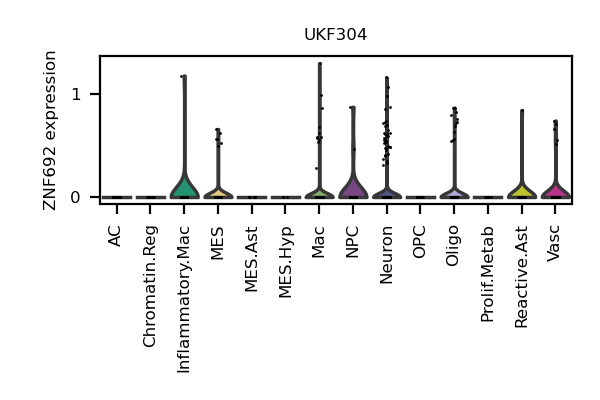 UKF304
ZNF692 expression
1
0
AC
Chromatin.Reg
Inflammatory.Mac
MES
MES.Ast
MES.Hyp
Mac
NPC
Neuron
OPC
Oligo
Prolif.Metab
Reactive.Ast
Vasc